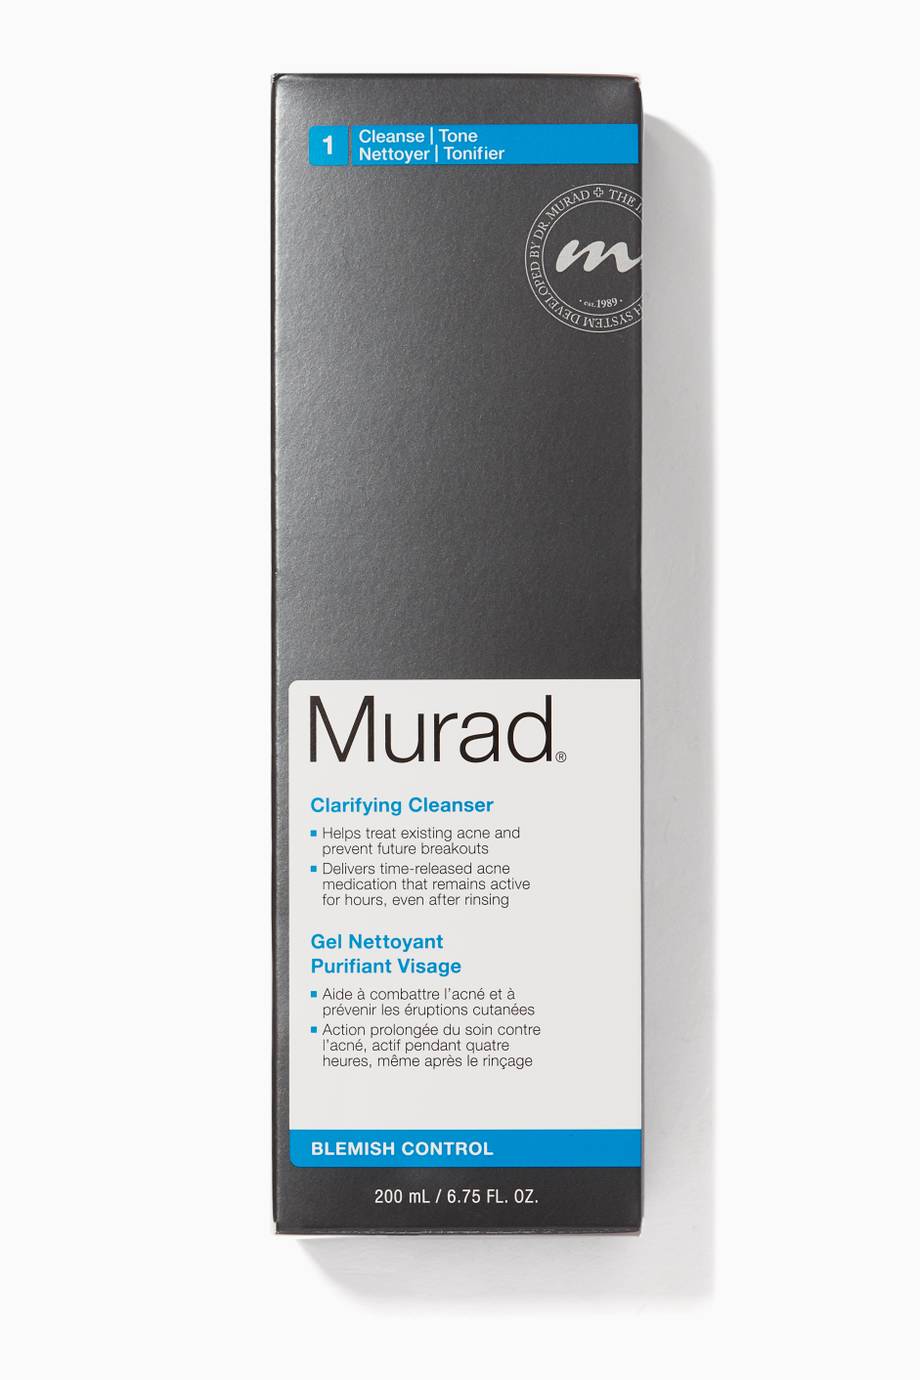 1
Cleanse | Tone
Nettoyer | Tonifier
DEVELOPED BY DR. MURAD ✚ THE
SYSTEM
m
· est.1989 ·
Murad®
Clarifying Cleanser
▪ Helps treat existing acne and
prevent future breakouts
▪ Delivers time-released acne
medication that remains active
for hours, even after rinsing
Gel Nettoyant
Purifiant Visage
▪ Aide à combattre l'acné et à
prévenir les éruptions cutanées
▪ Action prolongée du soin contre
l'acné, actif pendant quatre
heures, même après le rinçage
BLEMISH CONTROL
200 mL / 6.75 FL. OZ.